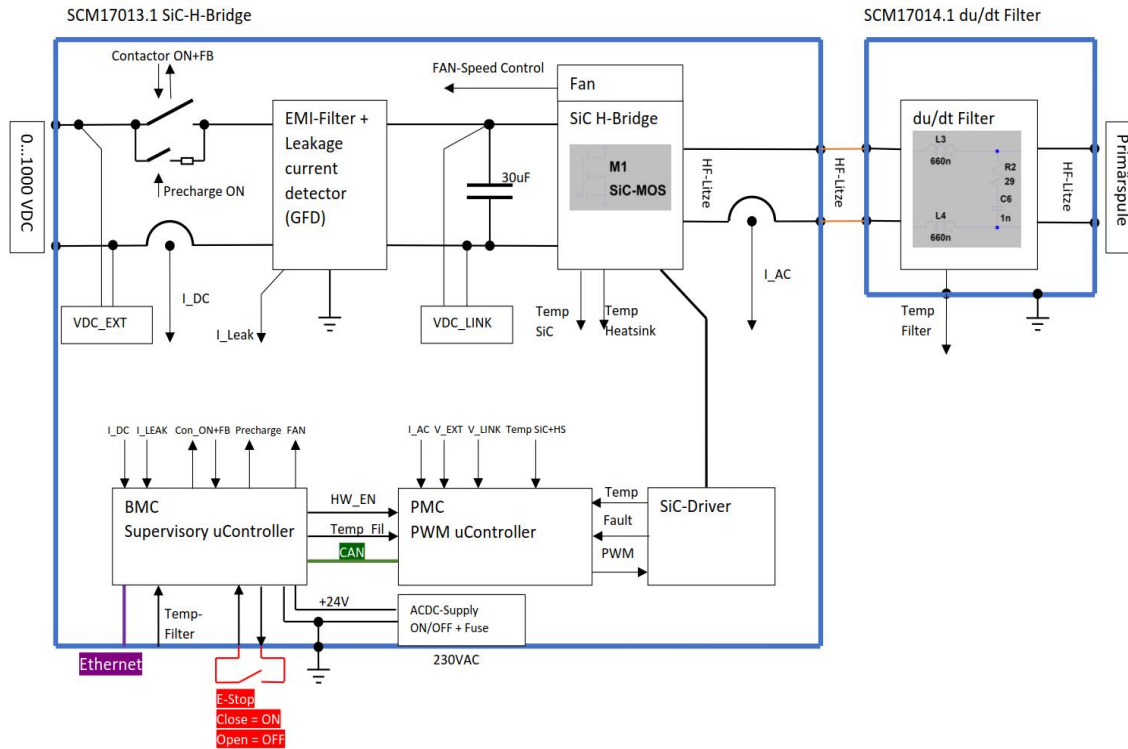 SCM17013.1 SiC-H-Bridge
SCM17014.1 du/dt Filter
Contactor ON+FB
FAN-Speed Control
Fan
EMI-Filter +
Leakage
current
detector
(GFD)
SiC H-Bridge
M1
SiC-MOS
du/dt Filter
L3
660n
R2
29
C6
1n
L4
660n
0...1000 VDC
Precharge ON
30uF
HF-Litze
HF-Litze
HF-Litze
HF-Litze
Primärspule
I_DC
VDC_EXT
I_Leak
VDC_LINK
Temp
SiC
Temp
Heatsink
I_AC
Temp
Filter
I_DC I_LEAK Con_ON+FB Precharge FAN
I_AC V_EXT V_LINK Temp SiC+HS
BMC
Supervisory uController
HW_EN
Temp_Fil
CAN
PMC
PWM uController
Temp
Fault
PWM
SiC-Driver
Temp-
Filter
+24V
ACDC-Supply
ON/OFF + Fuse
230VAC
Ethernet
E-Stop
Close = ON
Open = OFF